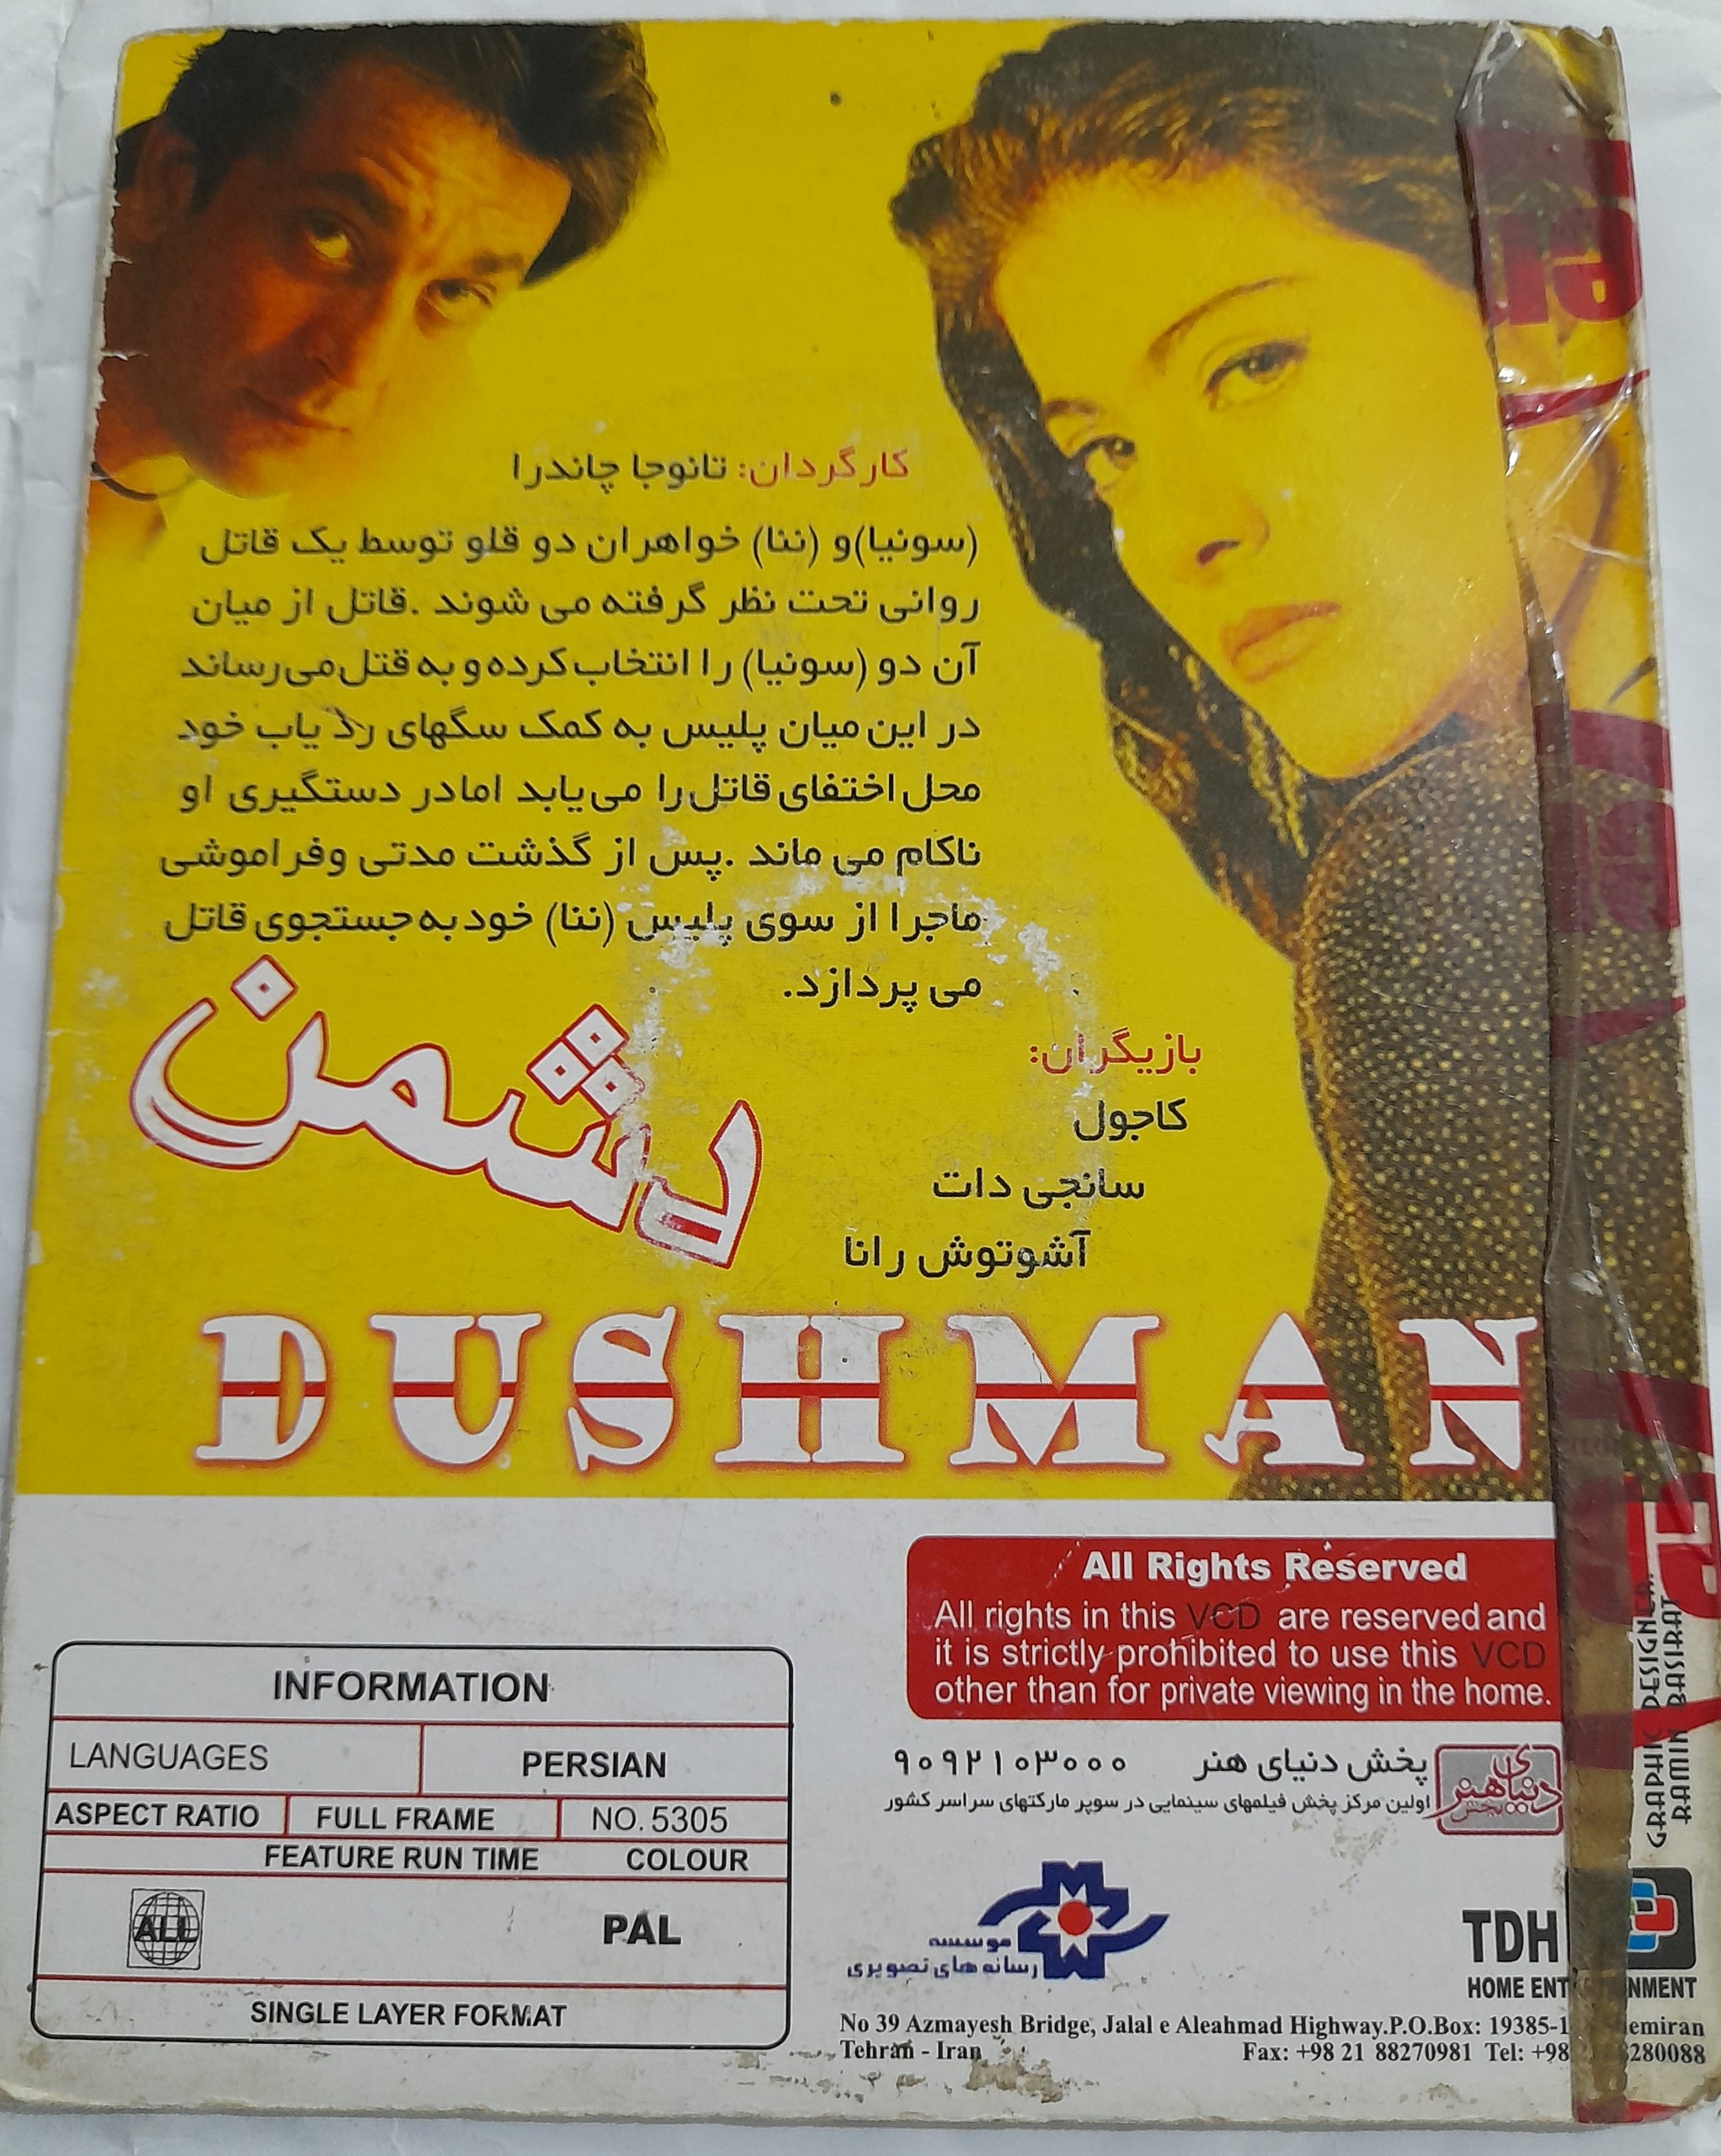 کارگردان: تانوجا چاندرا
(سونیا)و (ننا) خواهران دو قلو توسط یک قاتل
روانی تحت نظر گرفته می شوند .قاتل از میان
آن دو (سونیا) را انتخاب کرده و به قتل می رساند
در این میان پلیس به کمک سگهای رد یاب خود
محل اختفای قاتل را می یابد امادر دستگیری او
ناکام می ماند .پس از گذشت مدتی وفراموشی
ماجرا از سوی پلیس (ننا) خود به جستجوی قاتل
می پردازد.
دشمن
بازیگران:
کاجول
سانجی دات
آشوتوش رانا
DUSHMAN
All Rights Reserved
All rights in this VCD are reserved and
it is strictly prohibited to use this VCD
other than for private viewing in the home.
INFORMATION
LANGUAGES PERSIAN
ASPECT RATIO FULL FRAME NO. 5305
FEATURE RUN TIME COLOUR
ALL PAL
SINGLE LAYER FORMAT
پخش دنیای هنر ۹۰۹۲۱۰۳۰۰۰
اولین مرکز پخش فیلمهای سینمایی در سوپر مارکتهای سراسر کشور
دنیای هنر
پخش
موسسه
رسانه های تصویری
TDH
HOME ENT NMENT
No 39 Azmayesh Bridge, Jalal e Aleahmad Highway.P.O.Box: 19385-1 emiran
Tehran - Iran Fax: +98 21 88270981 Tel: +98 280088
GRAPHIC DESIGNER:
RAMIN BASIRAT